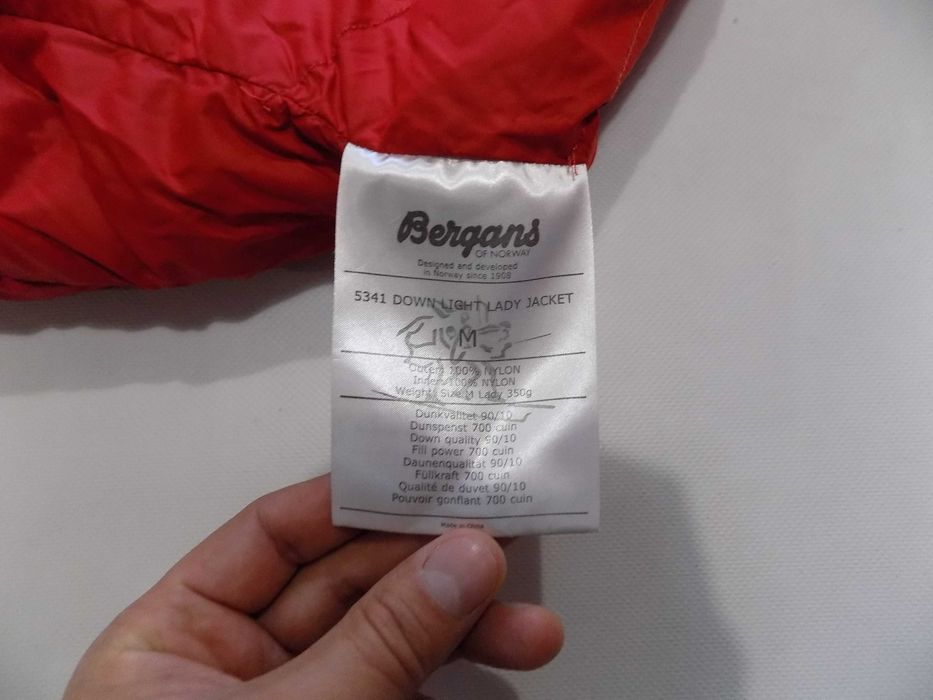 Bergans
OF NORWAY
Designed and developed
in Norway since 1908
5341 DOWN LIGHT LADY JACKET
M
Outer: 100% NYLON
Inner: 100% NYLON
Weight: Size M Lady 350g
Dunkvalitet 90/10
Dunspenst 700 cuin
Down quality 90/10
Fill power 700 cuin
Daunenqualität 90/10
Füllkraft 700 cuin
Qualité de duvet 90/10
Pouvoir gonflant 700 cuin
Made in China